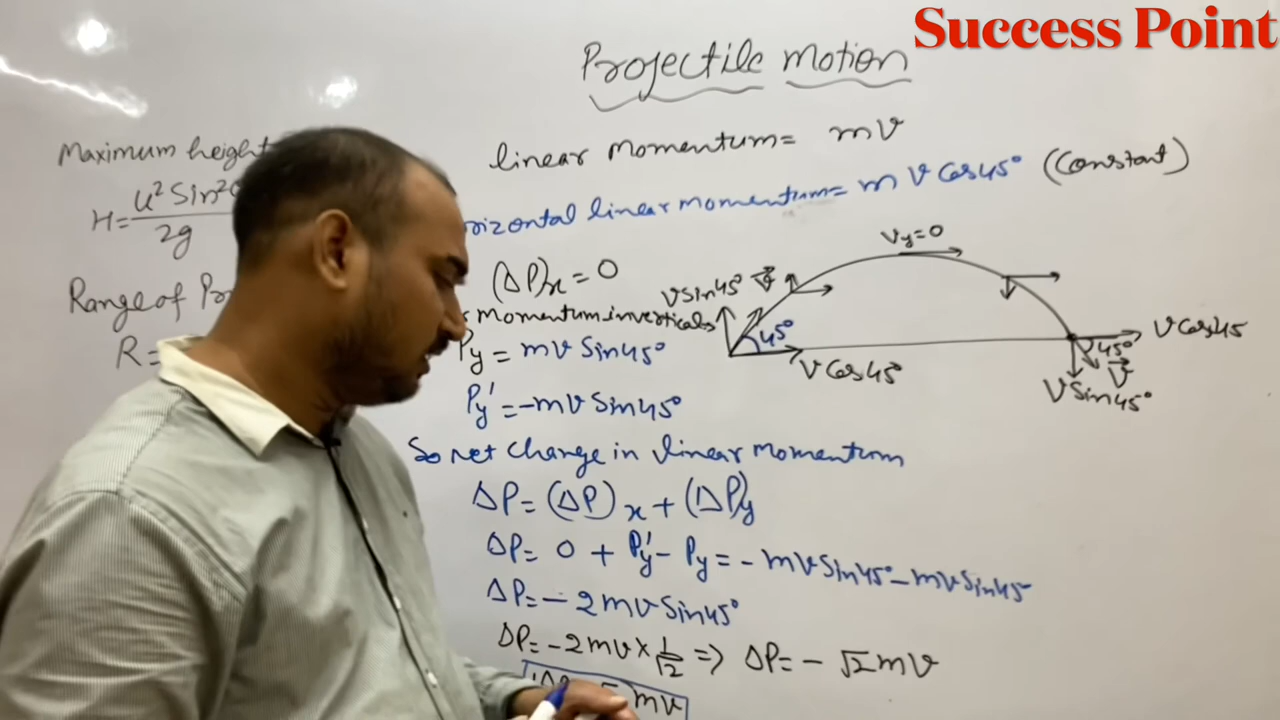 Success Point
Projectile motion
Maximum height
H = u² Sin²
2g
Range of
R =
linear momentum = mv
linear momentum = m v Cos45° (Constant)
(ΔP)x = 0
momentum in verticals
Py = mv Sin45°
Py' = -mv Sin45°
So net change in linear momentum
ΔP = (ΔP)x + (ΔP)y
ΔP = 0 + Py' - Py = - mv Sin45° - mv Sin45°
ΔP = - 2mv Sin45°
ΔP = -2mv × 1/√2 => ΔP = - √2 mv
mv
Vy = 0
v Sin45°
v⃗
45°
v Cos45°
v Cos45
45°
v⃗
v Sin45°